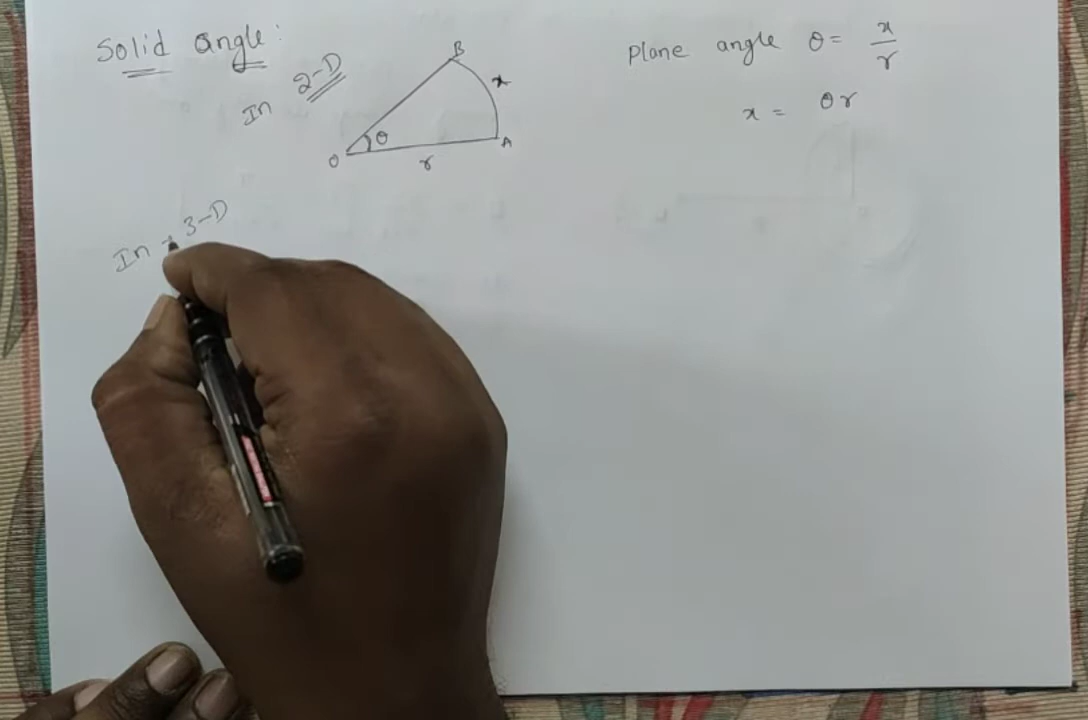 Solid angle:
In 2-D
B
x
θ
O
r
A
Plane angle θ = x/r
x = θr
In 3-D